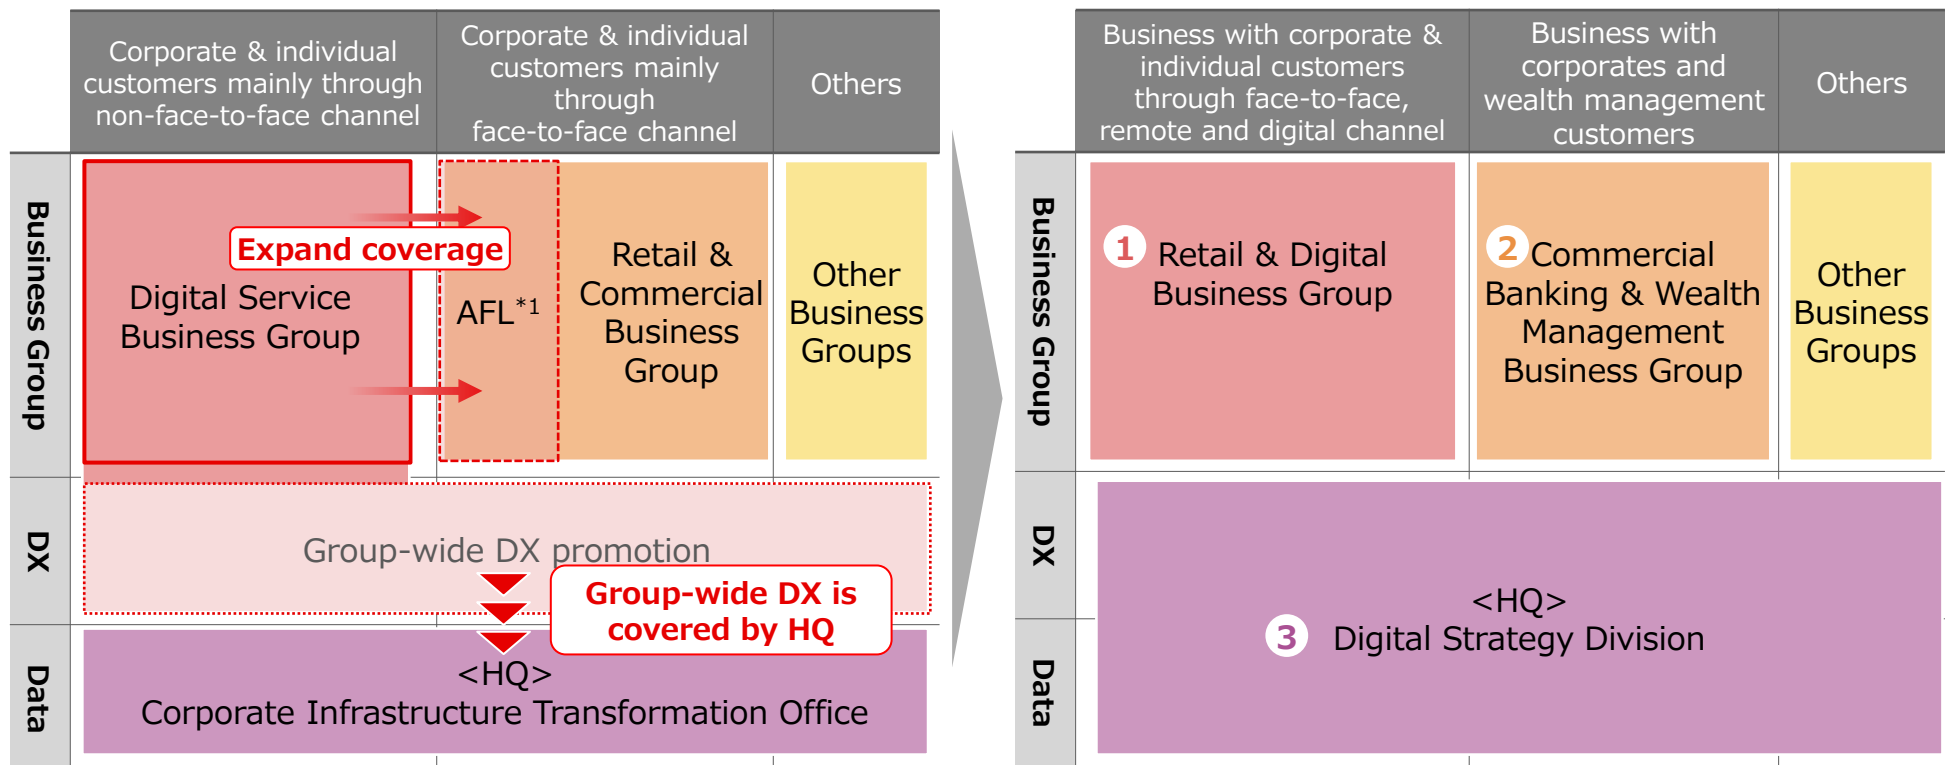 Corporate & individual
customers mainly through
non-face-to-face channel
Corporate & individual
customers mainly
through
face-to-face channel
Others
Business Group
Digital Service
Business Group
Expand coverage
AFL*1
Retail &
Commercial
Business
Group
Other
Business
Groups
DX
Group-wide DX promotion
Group-wide DX is
covered by HQ
Data
<HQ>
Corporate Infrastructure Transformation Office
Business with corporate &
individual customers
through face-to-face,
remote and digital channel
Business with
corporates and
wealth management
customers
Others
Business Group
1 Retail & Digital
Business Group
2 Commercial
Banking & Wealth
Management
Business Group
Other
Business
Groups
DX
Data
<HQ>
3 Digital Strategy Division